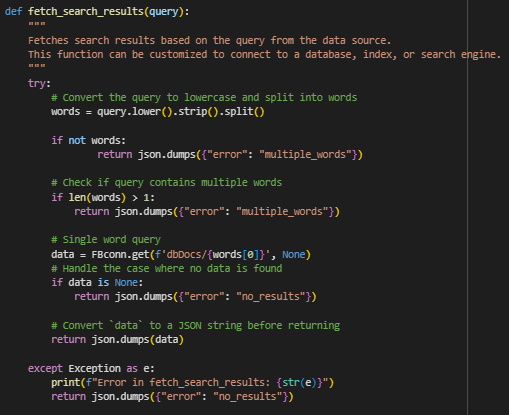 def fetch_search_results(query):
    """
    Fetches search results based on the query from the data source.
    This function can be customized to connect to a database, index, or search engine.
    """
    try:
        # Convert the query to lowercase and split into words
        words = query.lower().strip().split()

        if not words:
                return json.dumps({"error": "multiple_words"})

        # Check if query contains multiple words
        if len(words) > 1:
            return json.dumps({"error": "multiple_words"})

        # Single word query
        data = FBconn.get(f'dbDocs/{words[0]}', None)
        # Handle the case where no data is found
        if data is None:
            return json.dumps({"error": "no_results"})

        # Convert `data` to a JSON string before returning
        return json.dumps(data)

    except Exception as e:
        print(f"Error in fetch_search_results: {str(e)}")
        return json.dumps({"error": "no_results"})